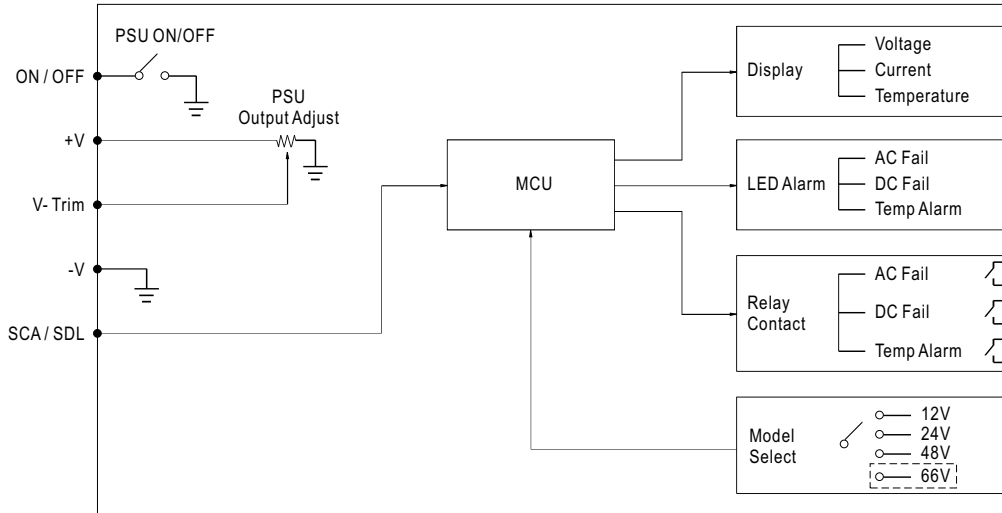 PSU ON/OFF
ON / OFF
PSU
Output Adjust
+V
V- Trim
-V
SCA / SDL
MCU
Display
Voltage
Current
Temperature
LED Alarm
AC Fail
DC Fail
Temp Alarm
Relay
Contact
AC Fail
DC Fail
Temp Alarm
Model
Select
12V
24V
48V
66V